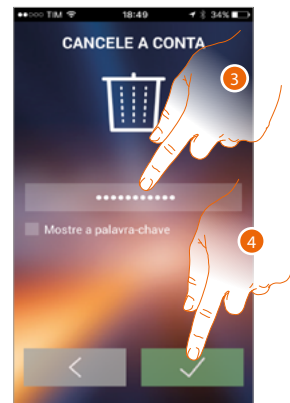 TIM 18:49 34%
CANCELE A CONTA
3
•••••••••••
Mostre a palavra-chave
4